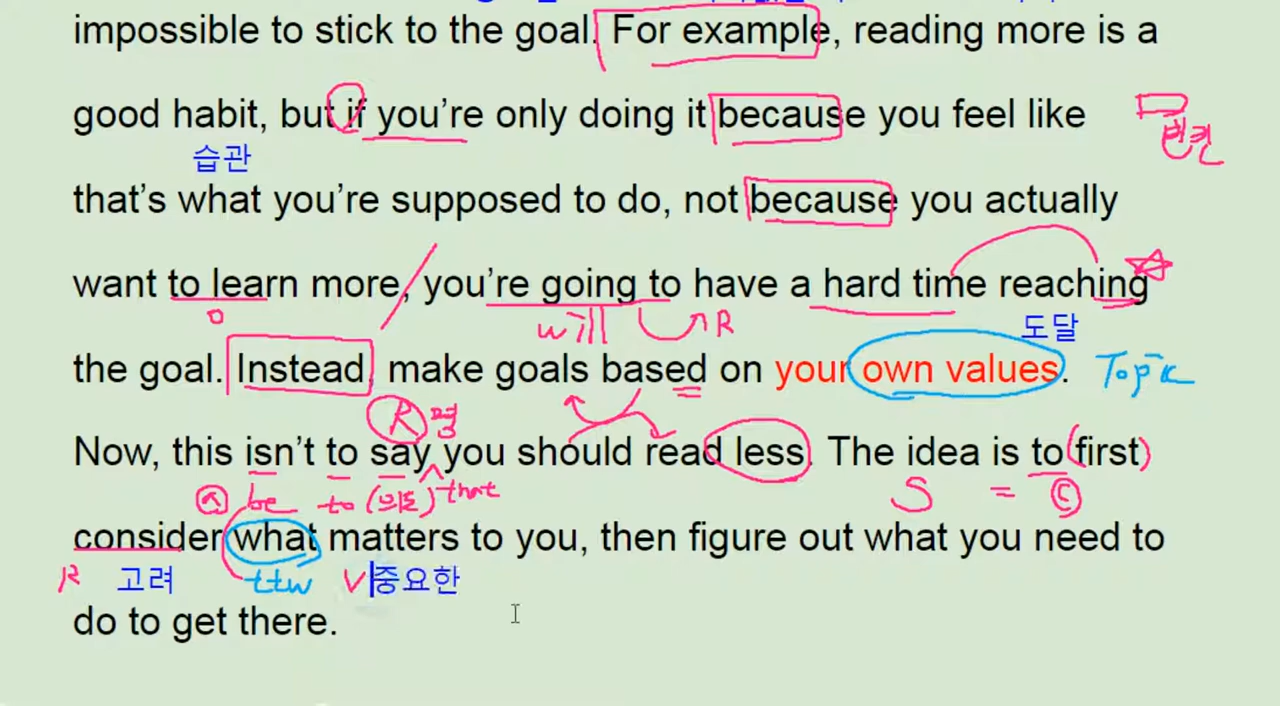 impossible to stick to the goal. For example, reading more is a
good habit, but if you're only doing it because you feel like
습관
that's what you're supposed to do, not because you actually
want to learn more, you're going to have a hard time reaching
o will R 도달
the goal. Instead, make goals based on your own values. Topic
R 명
Now, this isn't to say you should read less. The idea is to (first)
be to (의도) that S = C
consider what matters to you, then figure out what you need to
R 고려 ttw V 중요한
do to get there.